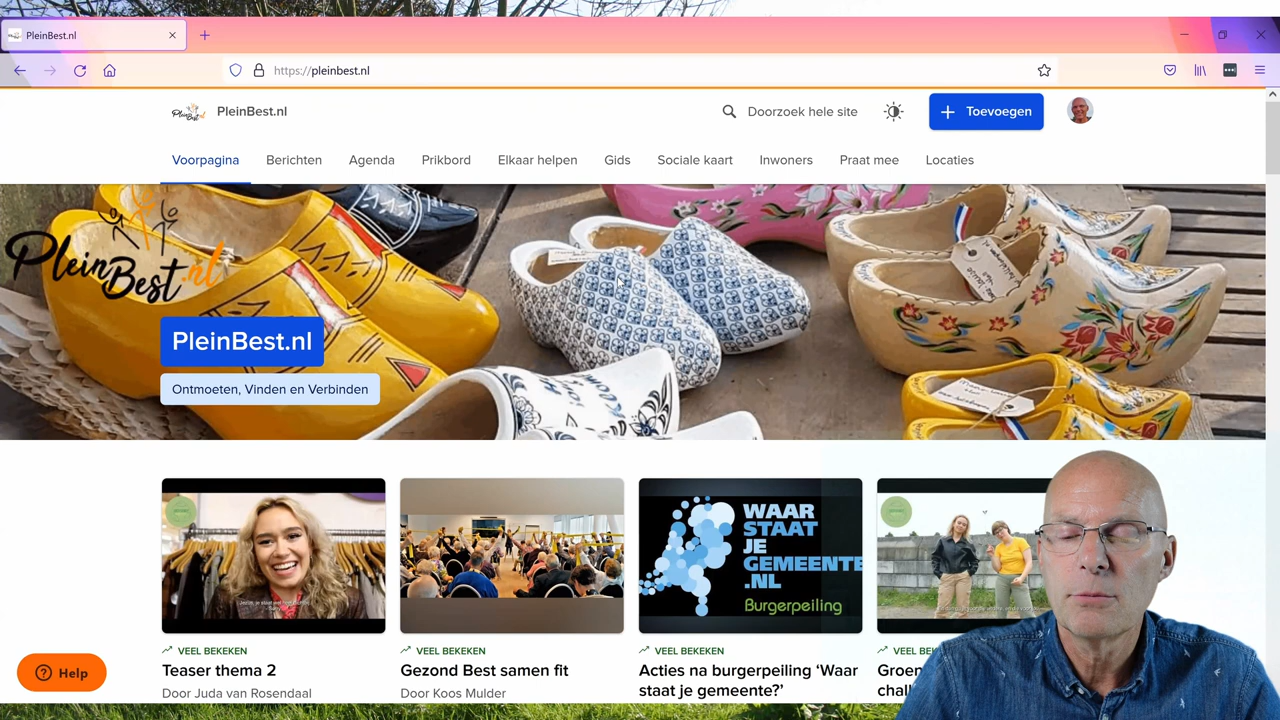 PleinBest.nl
https://pleinbest.nl
PleinBest.nl
Doorzoek hele site
Toevoegen
Voorpagina
Berichten
Agenda
Prikbord
Elkaar helpen
Gids
Sociale kaart
Inwoners
Praat mee
Locaties
PleinBest.nl
PleinBest.nl
Ontmoeten, Vinden en Verbinden
WAAR
STAAT
JE
GEMEENTE
.NL
Burgerpeiling
VEEL BEKEKEN
Teaser thema 2
Door Juda van Rosendaal
VEEL BEKEKEN
Gezond Best samen fit
Door Koos Mulder
VEEL BEKEKEN
Acties na burgerpeiling ‘Waar
staat je gemeente?’
Help